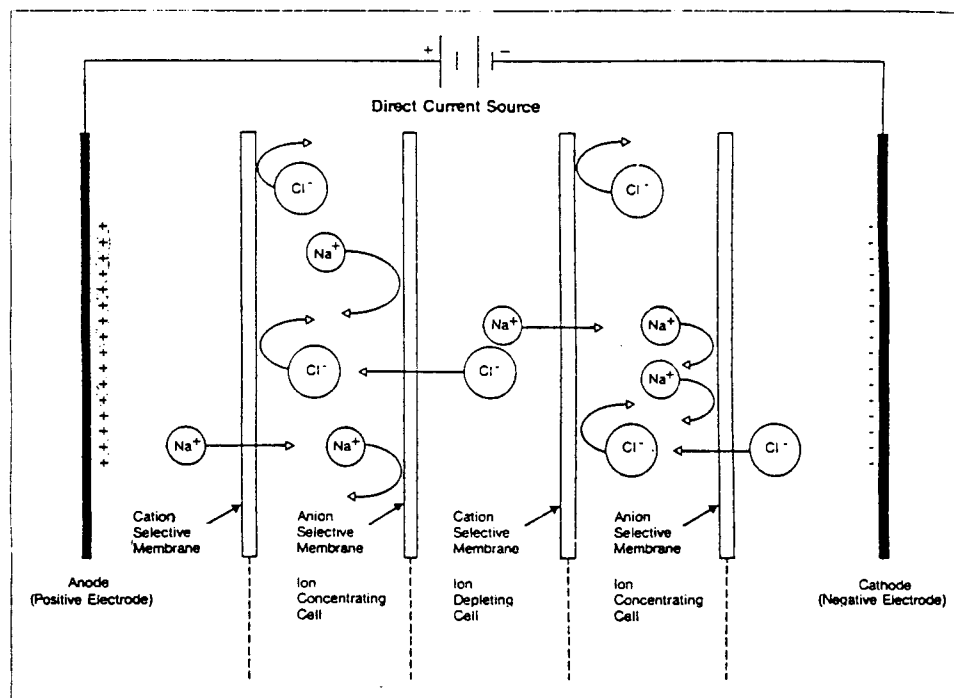 +
−
Direct Current Source
Cl⁻
Cl⁻
Na⁺
Na⁺
Na⁺
Cl⁻
Cl⁻
Na⁺
Na⁺
Na⁺
Cl⁻
Cl⁻
Cation
Selective
Membrane
Anion
Selective
Membrane
Cation
Selective
Membrane
Anion
Selective
Membrane
Anode
(Positive Electrode)
Ion
Concentrating
Cell
Ion
Depleting
Cell
Ion
Concentrating
Cell
Cathode
(Negative Electrode)